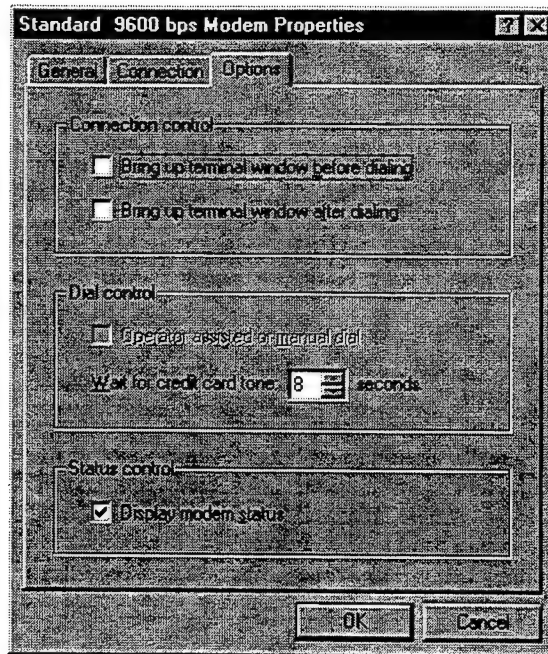 Standard 9600 bps Modem Properties
General Connection Options
Connection control
Bring up terminal window before dialing
Bring up terminal window after dialing
Dial control
Operator assisted or manual dial
Wait for credit card tone: 8 seconds
Status control
Display modem status
OK Cancel